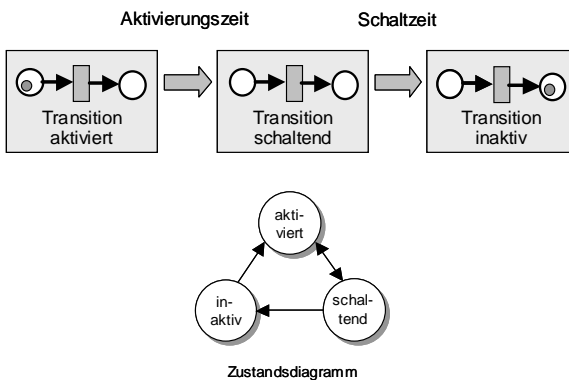 Aktivierungszeit
Schaltzeit
Transition
aktiviert
Transition
schaltend
Transition
inaktiv
akti-
viert
in-
aktiv
schal-
tend
Zustandsdiagramm